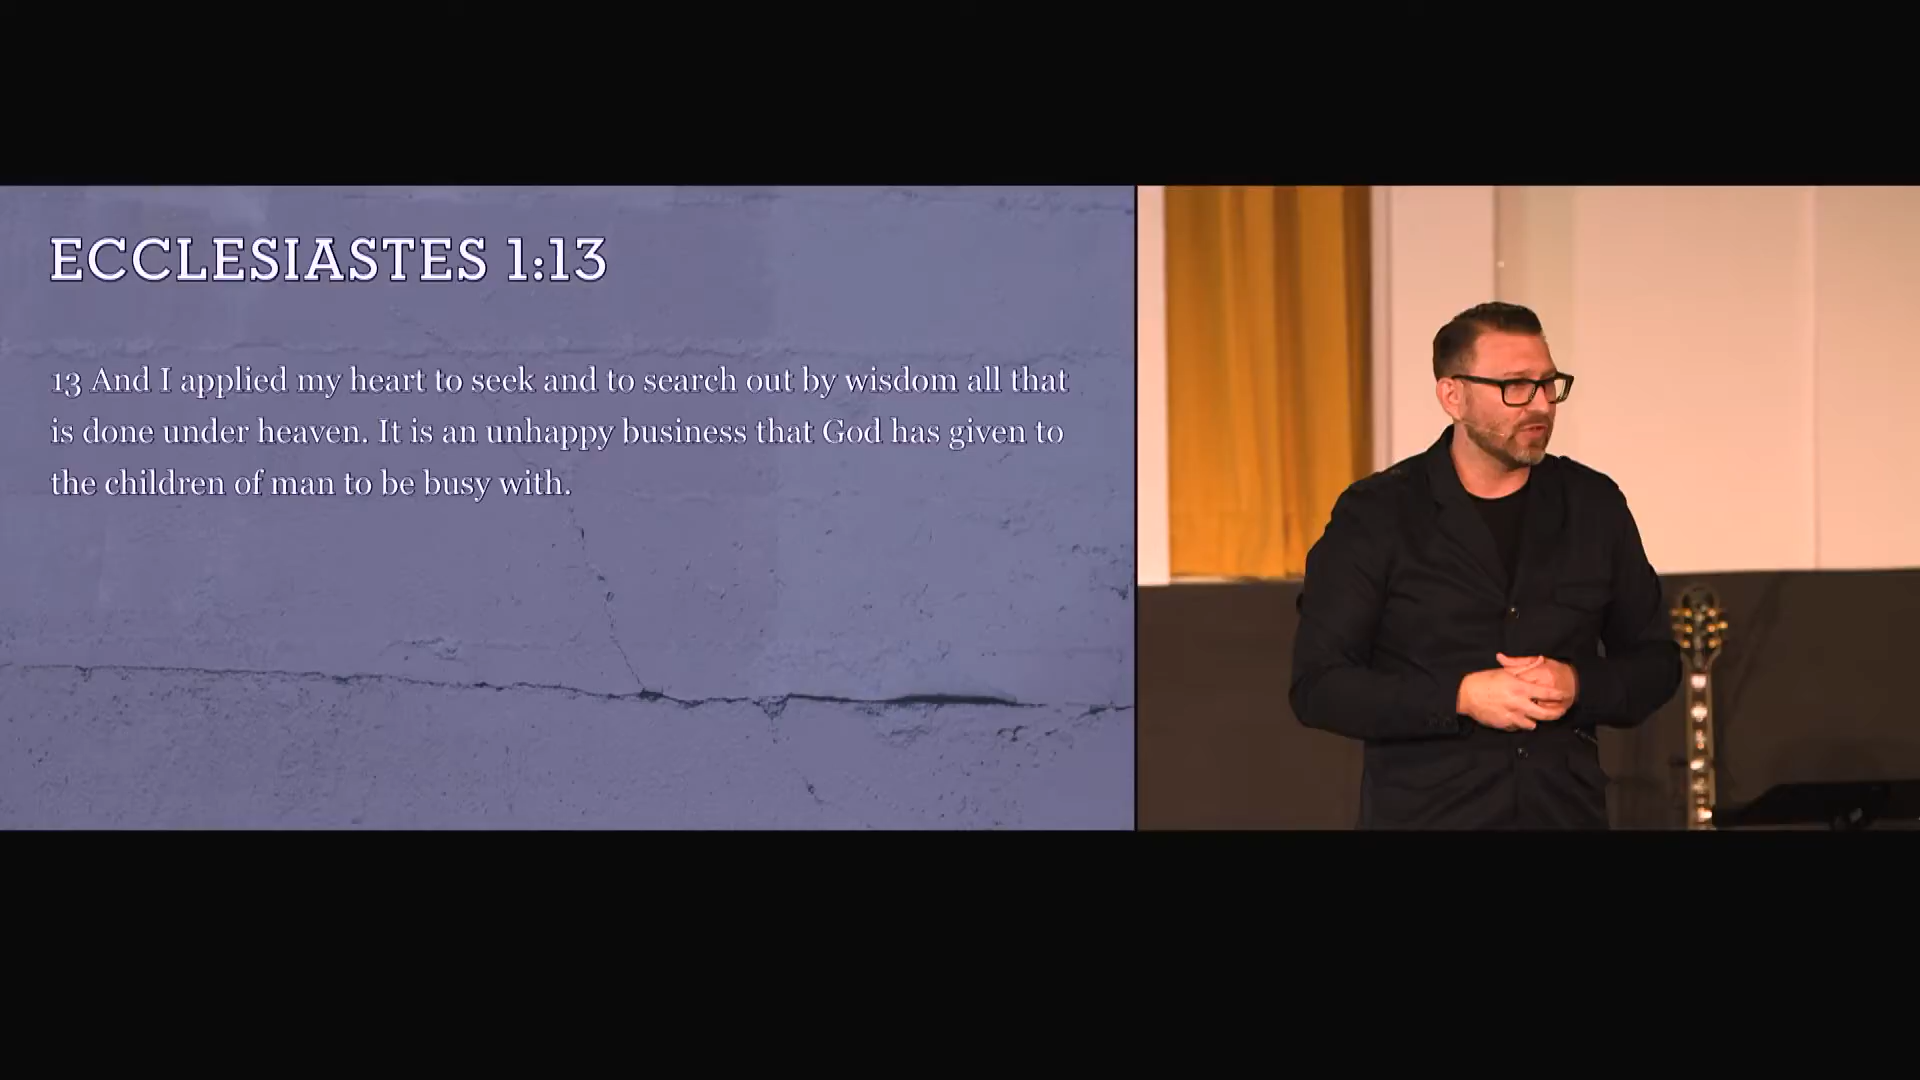 ECCLESIASTES 1:13
13 And I applied my heart to seek and to search out by wisdom all that
is done under heaven. It is an unhappy business that God has given to
the children of man to be busy with.